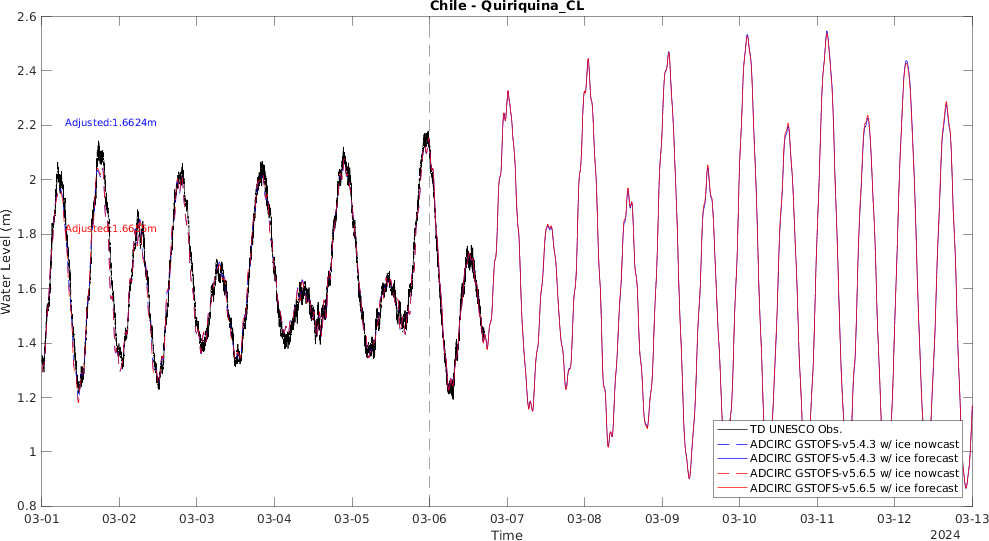 Chile - Quiriquina_CL
2.6
2.4
2.2
2
1.8
1.6
1.4
1.2
1
0.8
Water Level (m)
Adjusted:1.6624m
TD UNESCO Obs.
ADCIRC GSTOFS-v5.4.3 w/ ice nowcast
ADCIRC GSTOFS-v5.4.3 w/ ice forecast
ADCIRC GSTOFS-v5.6.5 w/ ice nowcast
ADCIRC GSTOFS-v5.6.5 w/ ice forecast
03-01 03-02 03-03 03-04 03-05 03-06 03-07 03-08 03-09 03-10 03-11 03-12 03-13
Time
2024